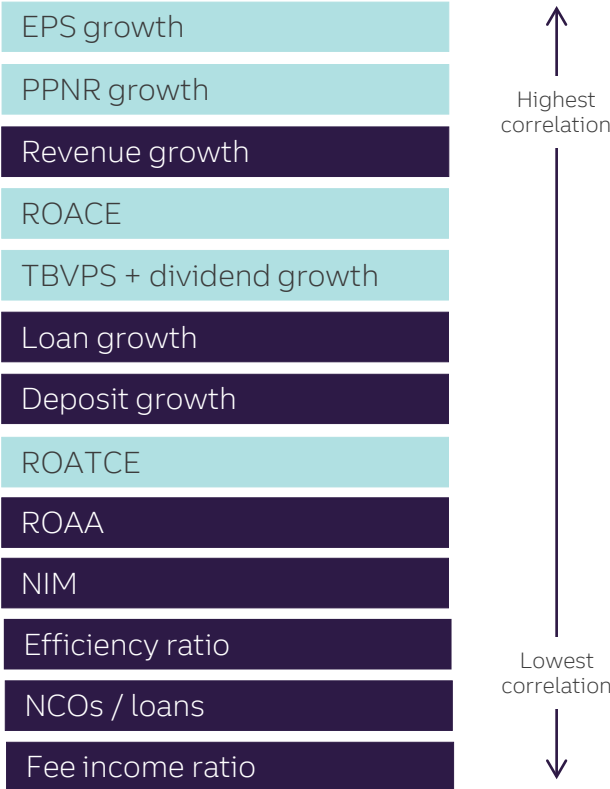 EPS growth
PPNR growth
Revenue growth
ROACE
TBVPS + dividend growth
Loan growth
Deposit growth
ROATCE
ROAA
NIM
Efficiency ratio
NCOs / loans
Fee income ratio
Highest
correlation
Lowest
correlation